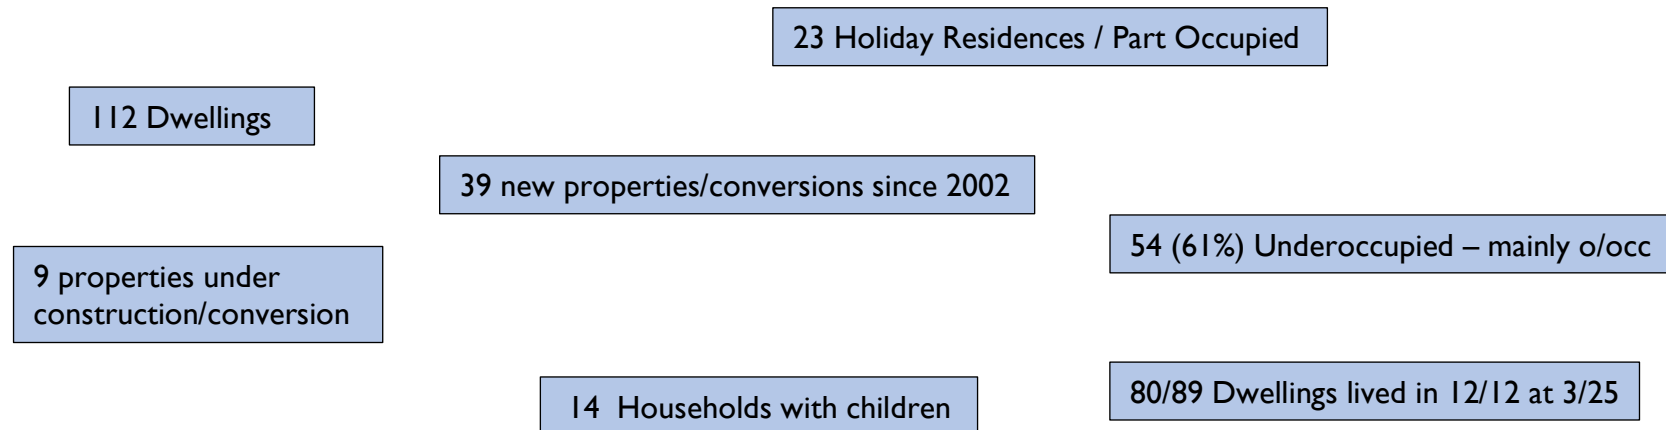 23 Holiday Residences / Part Occupied
112 Dwellings
39 new properties/conversions since 2002
54 (61%) Underoccupied – mainly o/occ
9 properties under
construction/conversion
80/89 Dwellings lived in 12/12 at 3/25
14 Households with children